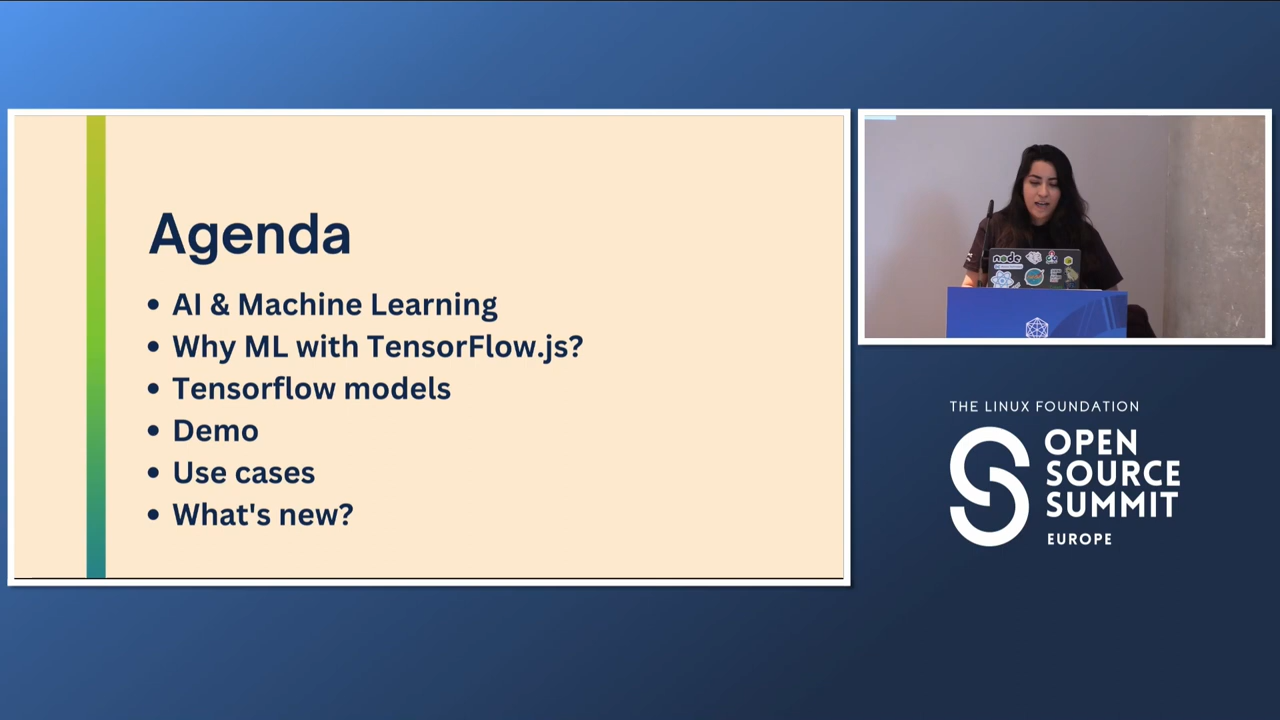 Agenda
• AI & Machine Learning
• Why ML with TensorFlow.js?
• Tensorflow models
• Demo
• Use cases
• What's new?
node
THE LINUX FOUNDATION
OPEN
SOURCE
SUMMIT
EUROPE